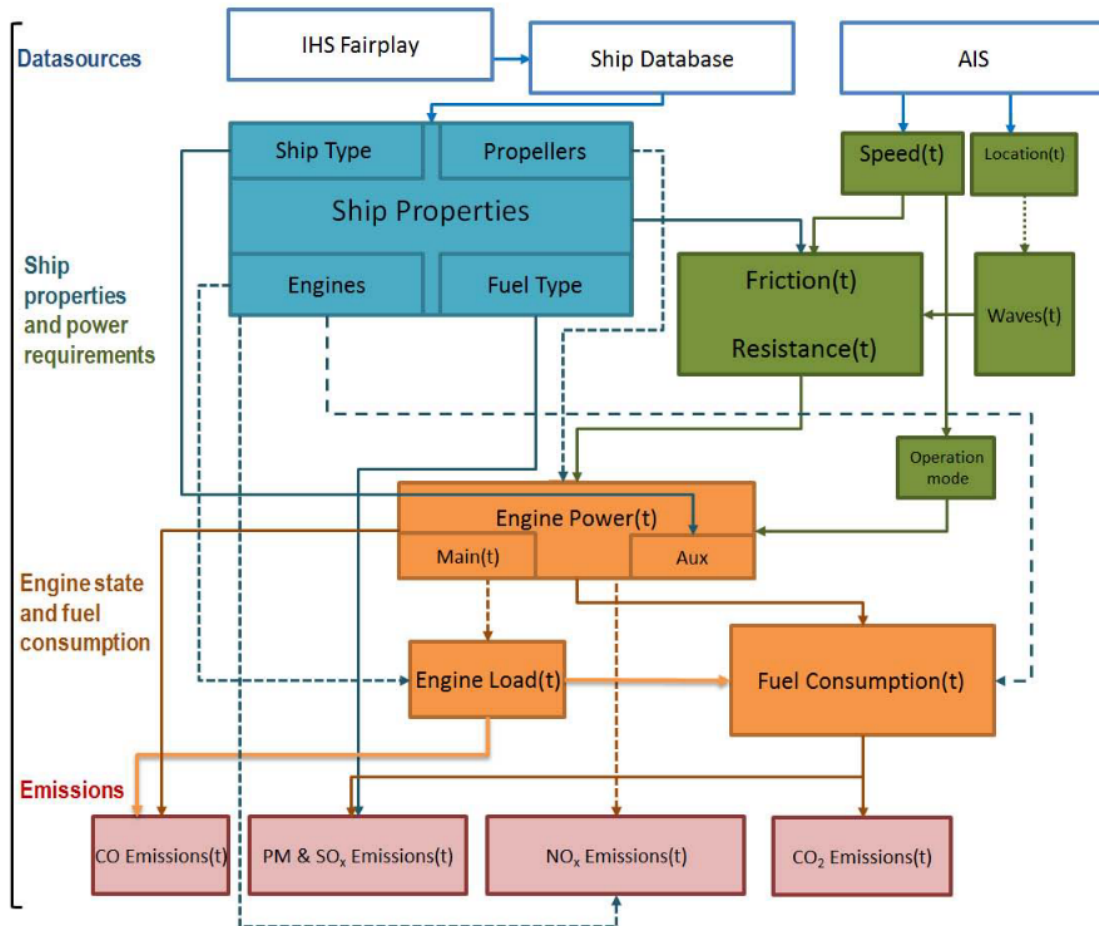 IHS Fairplay
Ship Database
AIS
Datasources
Ship Type
Propellers
Ship Properties
Engines
Fuel Type
Speed(t)
Location(t)
Ship
properties
and power
requirements
Friction(t)
Resistance(t)
Waves(t)
Operation
mode
Engine Power(t)
Main(t)
Aux
Engine state
and fuel
consumption
Engine Load(t)
Fuel Consumption(t)
Emissions
CO Emissions(t)
PM & SOx Emissions(t)
NOx Emissions(t)
CO2 Emissions(t)